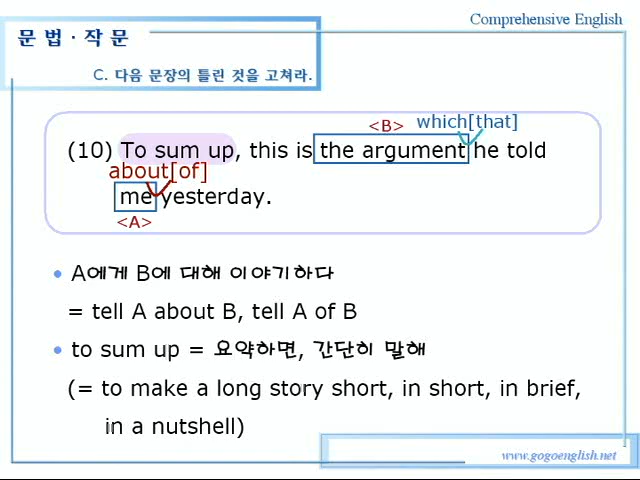 Comprehensive English
문 법 · 작 문
C. 다음 문장의 틀린 것을 고쳐라.
<B> which[that]
(10) To sum up, this is the argument he told
about[of]
me yesterday.
<A>
• A에게 B에 대해 이야기하다
= tell A about B, tell A of B
• to sum up = 요약하면, 간단히 말해
(= to make a long story short, in short, in brief,
in a nutshell)
www.gogoenglish.net